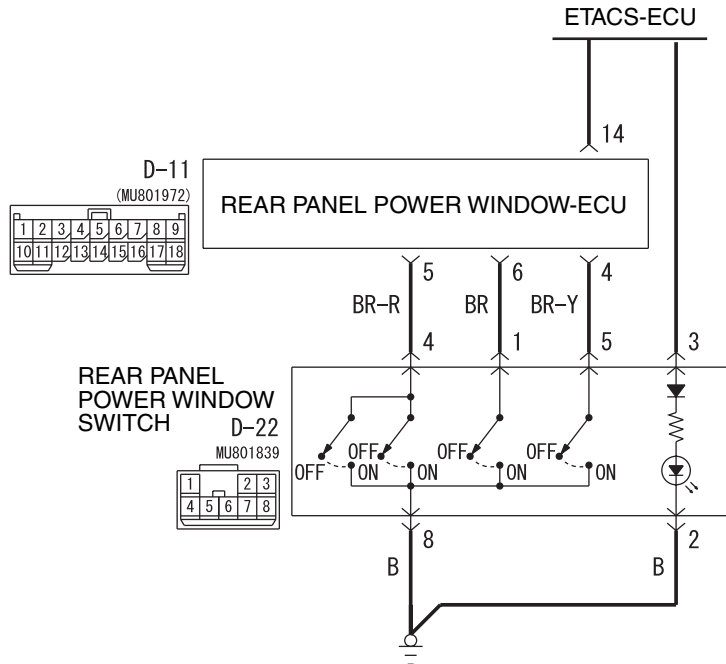 ETACS-ECU
14
D-11
(MU801972)
REAR PANEL POWER WINDOW-ECU
1 2 3 4 5 6 7 8 9
10 11 12 13 14 15 16 17 18
5 6 4
BR-R BR BR-Y
4 1 5 3
REAR PANEL
POWER WINDOW
SWITCH
D-22
MU801839
OFF OFF OFF OFF
ON ON ON ON
1 2 3
4 5 6 7 8
8 2
B B